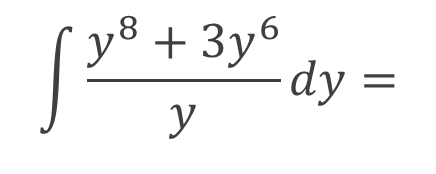 ∫ (y⁸ + 3y⁶)/y dy =